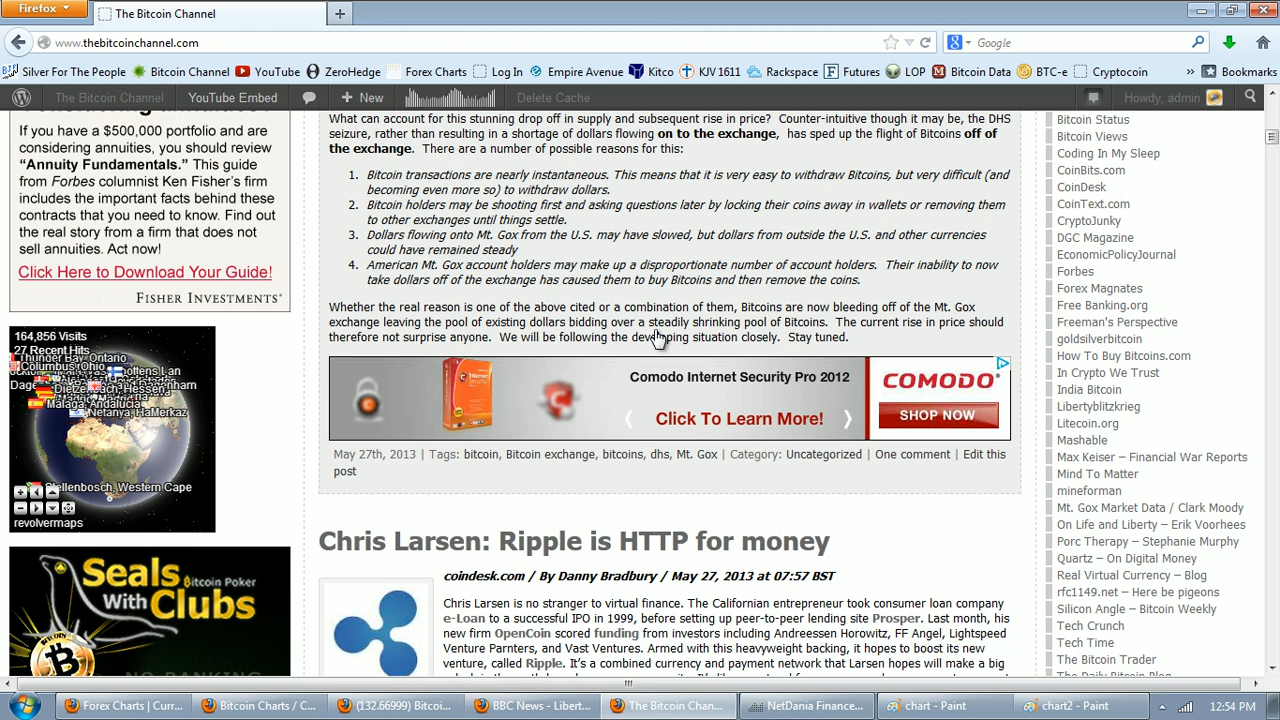 Firefox
The Bitcoin Channel
www.thebitcoinchannel.com
Google
Silver For The People
Bitcoin Channel
YouTube
ZeroHedge
Forex Charts
Log In
Empire Avenue
Kitco
KJV 1611
Rackspace
Futures
LOP
Bitcoin Data
BTC-e
Cryptocoin
»
Bookmarks
The Bitcoin Channel
YouTube Embed
New
Delete Cache
Howdy, admin
If you have a $500,000 portfolio and are
considering annuities, you should review
“Annuity Fundamentals.” This guide
from Forbes columnist Ken Fisher's firm
includes the important facts behind these
contracts that you need to know. Find out
the real story from a firm that does not
sell annuities. Act now!
Click Here to Download Your Guide!
FISHER INVESTMENTS
164,856 Visits
27 Recent Hits
Thunder Bay, Ontario
Columbus, Ohio
Malaga, Andalucia
Netanya, HaMerkaz
Stellenbosch, Western Cape
revolvermaps
Seals
With
Clubs
Bitcoin Poker
NO BANKING
What can account for this stunning drop off in supply and subsequent rise in price? Counter-intuitive though it may be, the DHS
seizure, rather than resulting in a shortage of dollars flowing on to the exchange, has sped up the flight of Bitcoins off of
the exchange. There are a number of possible reasons for this:
1. Bitcoin transactions are nearly instantaneous. This means that it is very easy to withdraw Bitcoins, but very difficult (and
becoming even more so) to withdraw dollars.
2. Bitcoin holders may be shooting first and asking questions later by locking their coins away in wallets or removing them
to other exchanges until things settle.
3. Dollars flowing onto Mt. Gox from the U.S. may have slowed, but dollars from outside the U.S. and other currencies
could have remained steady
4. American Mt. Gox account holders may make up a disproportionate number of account holders. Their inability to now
take dollars off of the exchange has caused them to buy Bitcoins and then remove the coins.
Whether the real reason is one of the above cited or a combination of them, Bitcoins are now bleeding off of the Mt. Gox
exchange leaving the pool of existing dollars bidding over a steadily shrinking pool of Bitcoins. The current rise in price should
therefore not surprise anyone. We will be following the developing situation closely. Stay tuned.
Comodo Internet Security Pro 2012
Click To Learn More!
COMODO
SHOP NOW
May 27th, 2013 | Tags: bitcoin, Bitcoin exchange, bitcoins, dhs, Mt. Gox | Category: Uncategorized | One comment | Edit this
post
Chris Larsen: Ripple is HTTP for money
coindesk.com / By Danny Bradbury / May 27, 2013 at 07:57 BST
Chris Larsen is no stranger to virtual finance. The Californian entrepreneur took consumer loan company
e-Loan to a successful IPO in 1999, before setting up peer-to-peer lending site Prosper. Last month, his
new firm OpenCoin scored funding from investors including Andreessen Horowitz, FF Angel, Lightspeed
Venture Parnters, and Vast Ventures. Armed with this heavyweight backing, it hopes to boost its new
venture, called Ripple. It's a combined currency and payment network that Larsen hopes will make a big
Bitcoin Status
Bitcoin Views
Coding In My Sleep
CoinBits.com
CoinDesk
CoinText.com
CryptoJunky
DGC Magazine
EconomicPolicyJournal
Forbes
Forex Magnates
Free Banking.org
Freeman's Perspective
goldsilverbitcoin
How To Buy Bitcoins.com
In Crypto We Trust
India Bitcoin
Libertyblitzkrieg
Litecoin.org
Mashable
Max Keiser – Financial War Reports
Mind To Matter
mineforman
Mt. Gox Market Data / Clark Moody
On Life and Liberty – Erik Voorhees
Porc Therapy – Stephanie Murphy
Quartz – On Digital Money
Real Virtual Currency – Blog
rfc1149.net – Here be pigeons
Silicon Angle – Bitcoin Weekly
Tech Crunch
Tech Time
The Bitcoin Trader
The Daily Bitcoin Blog
Forex Charts | Curr...
Bitcoin Charts / C...
(132.66999) Bitcoi...
BBC News - Libert...
The Bitcoin Chan...
NetDania Finance...
chart - Paint
chart2 - Paint
12:54 PM